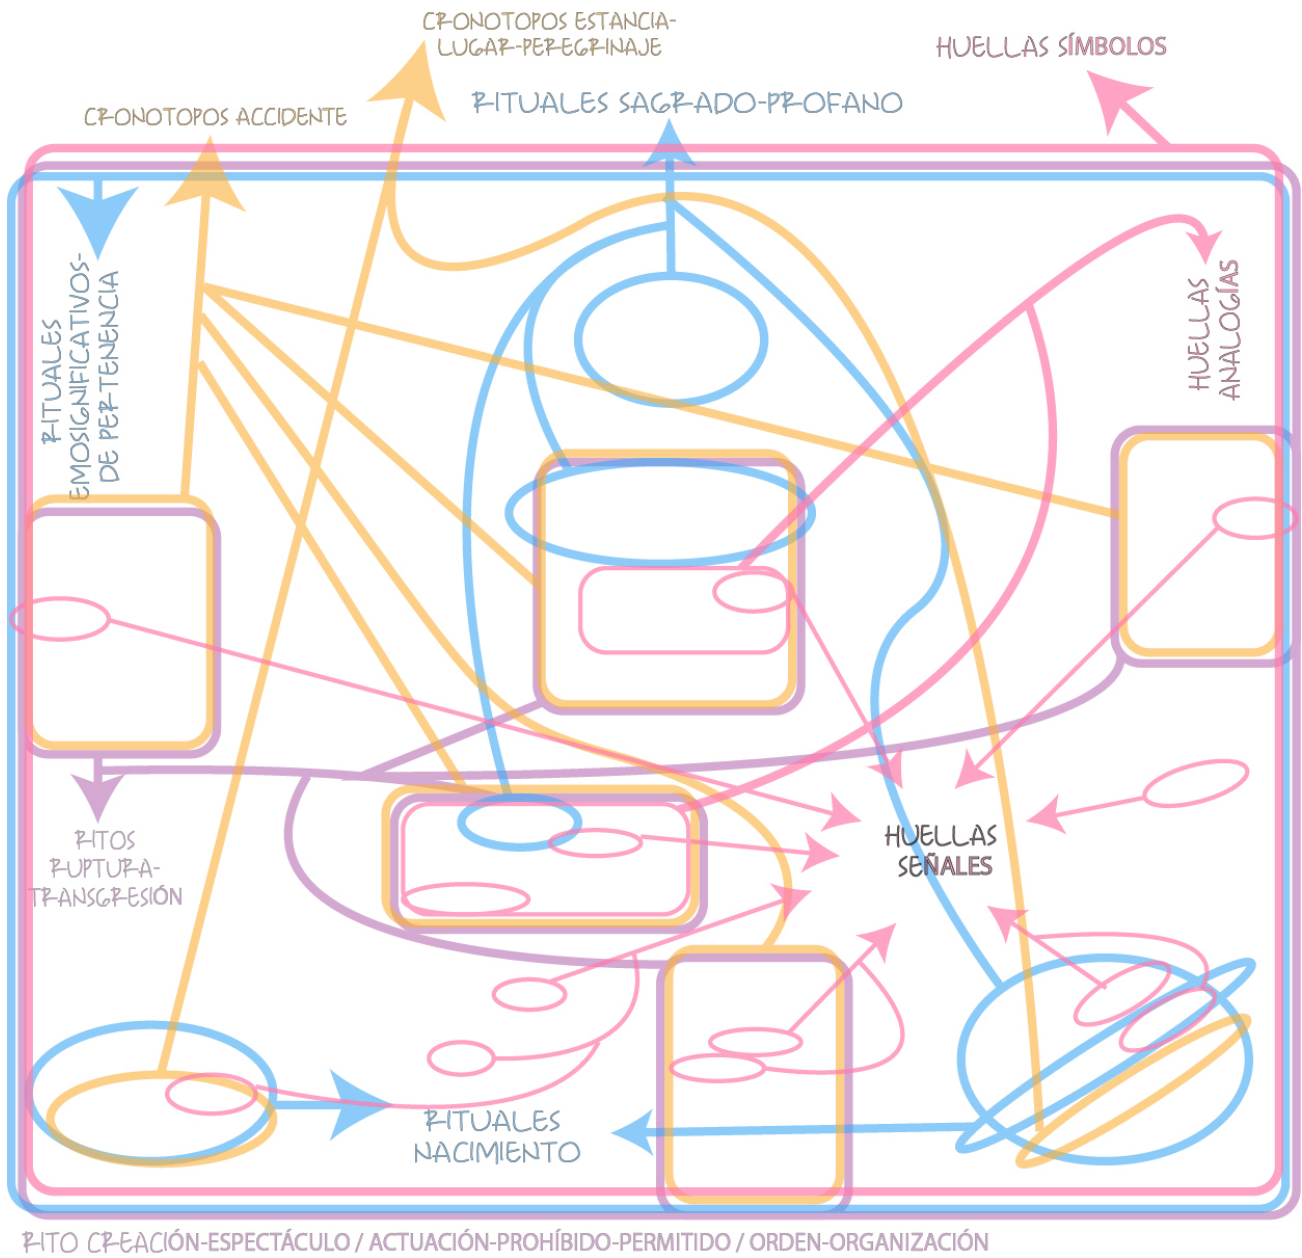 CRONOTOPOS ESTANCIA-
LUGAR-PEREGRINAJE
HUELLAS SÍMBOLOS
RITUALES SAGRADO-PROFANO
CRONOTOPOS ACCIDENTE
RITUALES
EMOSIGNIFICATIVOS-
DE PERTENENCIA
HUELLAS
ANALOGÍAS
RITOS
RUPTURA-
TRANSGRESIÓN
HUELLAS
SEÑALES
RITUALES
NACIMIENTO
RITO CREACIÓN-ESPECTÁCULO / ACTUACIÓN-PROHÍBIDO-PERMITIDO / ORDEN-ORGANIZACIÓN